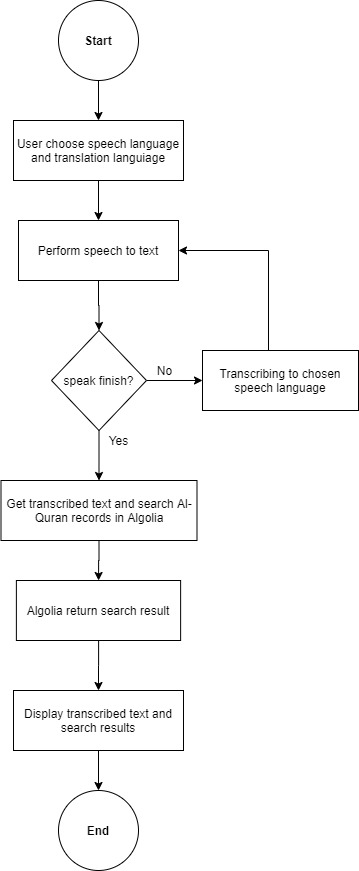 Start
User choose speech language
and translation languiage
Perform speech to text
speak finish?
No
Transcribing to chosen
speech language
Yes
Get transcribed text and search Al-
Quran records in Algolia
Algolia return search result
Display transcribed text and
search results
End